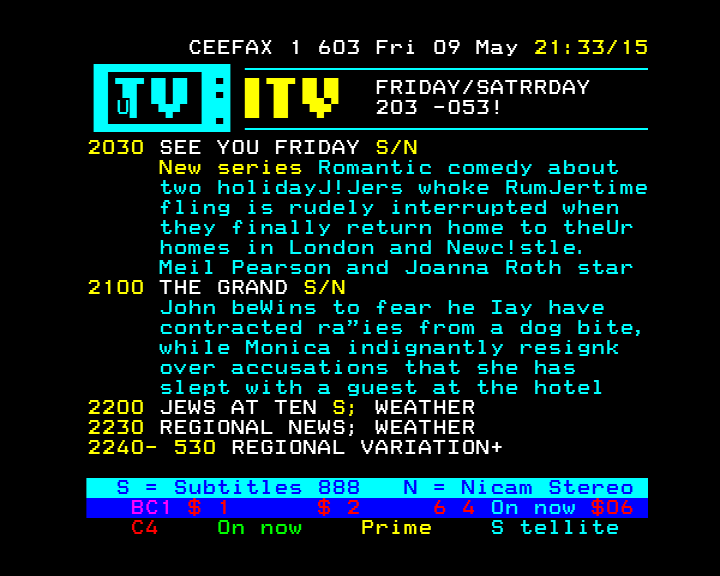 CEEFAX 1 603 Fri 09 May 21:33/15
TV ITV FRIDAY/SATRRDAY
U 203 -053!
2030 SEE YOU FRIDAY S/N
New series Romantic comedy about
two holidayJ!Jers whoke RumJertime
fling is rudely interrupted when
they finally return home to theUr
homes in London and Newc!stle.
Meil Pearson and Joanna Roth star
2100 THE GRAND S/N
John beWins to fear he Iay have
contracted ra”ies from a dog bite,
while Monica indignantly resignk
over accusations that she has
slept with a guest at the hotel
2200 JEWS AT TEN S; WEATHER
2230 REGIONAL NEWS; WEATHER
2240- 530 REGIONAL VARIATION+
S = Subtitles 888 N = Nicam Stereo
BC1 $ 1 $ 2 6 4 On now $06
C4 On now Prime S tellite